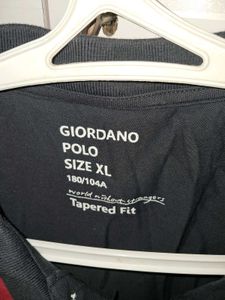 GIORDANO
POLO
SIZE XL
180/104A
world without strangers
Tapered Fit